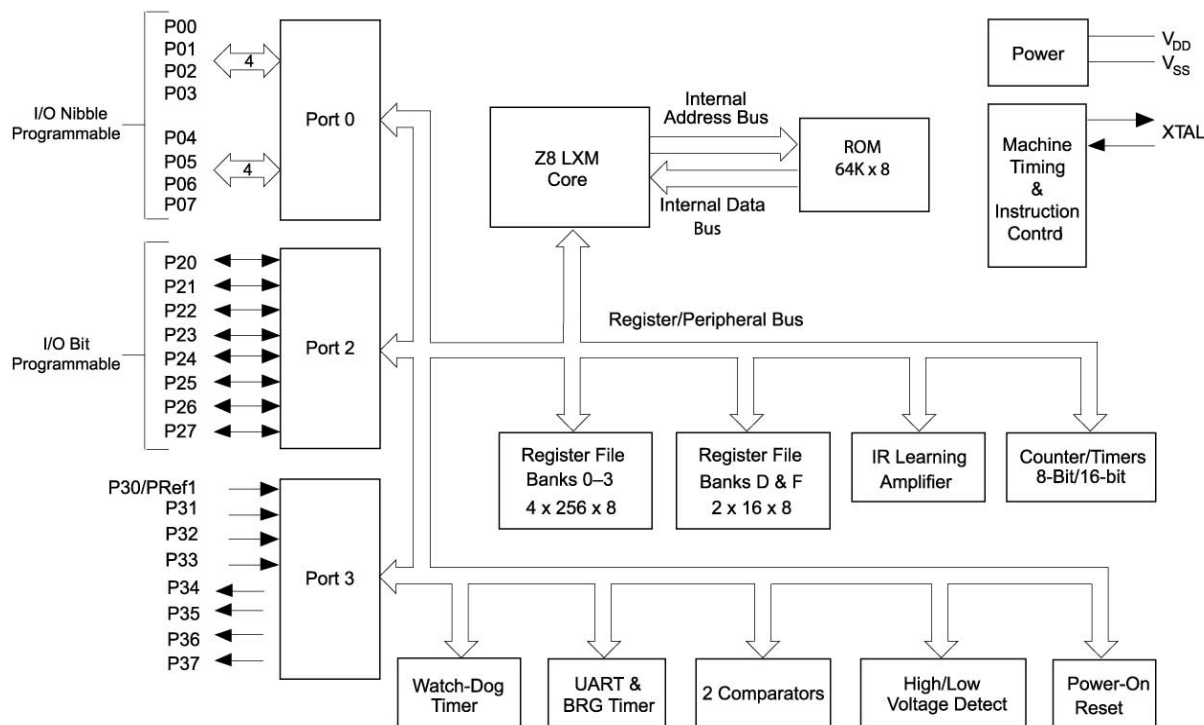 P00
P01
P02
P03
P04
P05
P06
P07
I/O Nibble
Programmable
4
4
Port 0
P20
P21
P22
P23
P24
P25
P26
P27
I/O Bit
Programmable
Port 2
P30/PRef1
P31
P32
P33
P34
P35
P36
P37
Port 3
Z8 LXM
Core
Internal
Address Bus
Internal Data
Bus
ROM
64K x 8
Power
VDD
VSS
Machine
Timing
&
Instruction
Contrd
XTAL
Register/Peripheral Bus
Register File
Banks 0–3
4 x 256 x 8
Register File
Banks D & F
2 x 16 x 8
IR Learning
Amplifier
Counter/Timers
8-Bit/16-bit
Watch-Dog
Timer
UART &
BRG Timer
2 Comparators
High/Low
Voltage Detect
Power-On
Reset